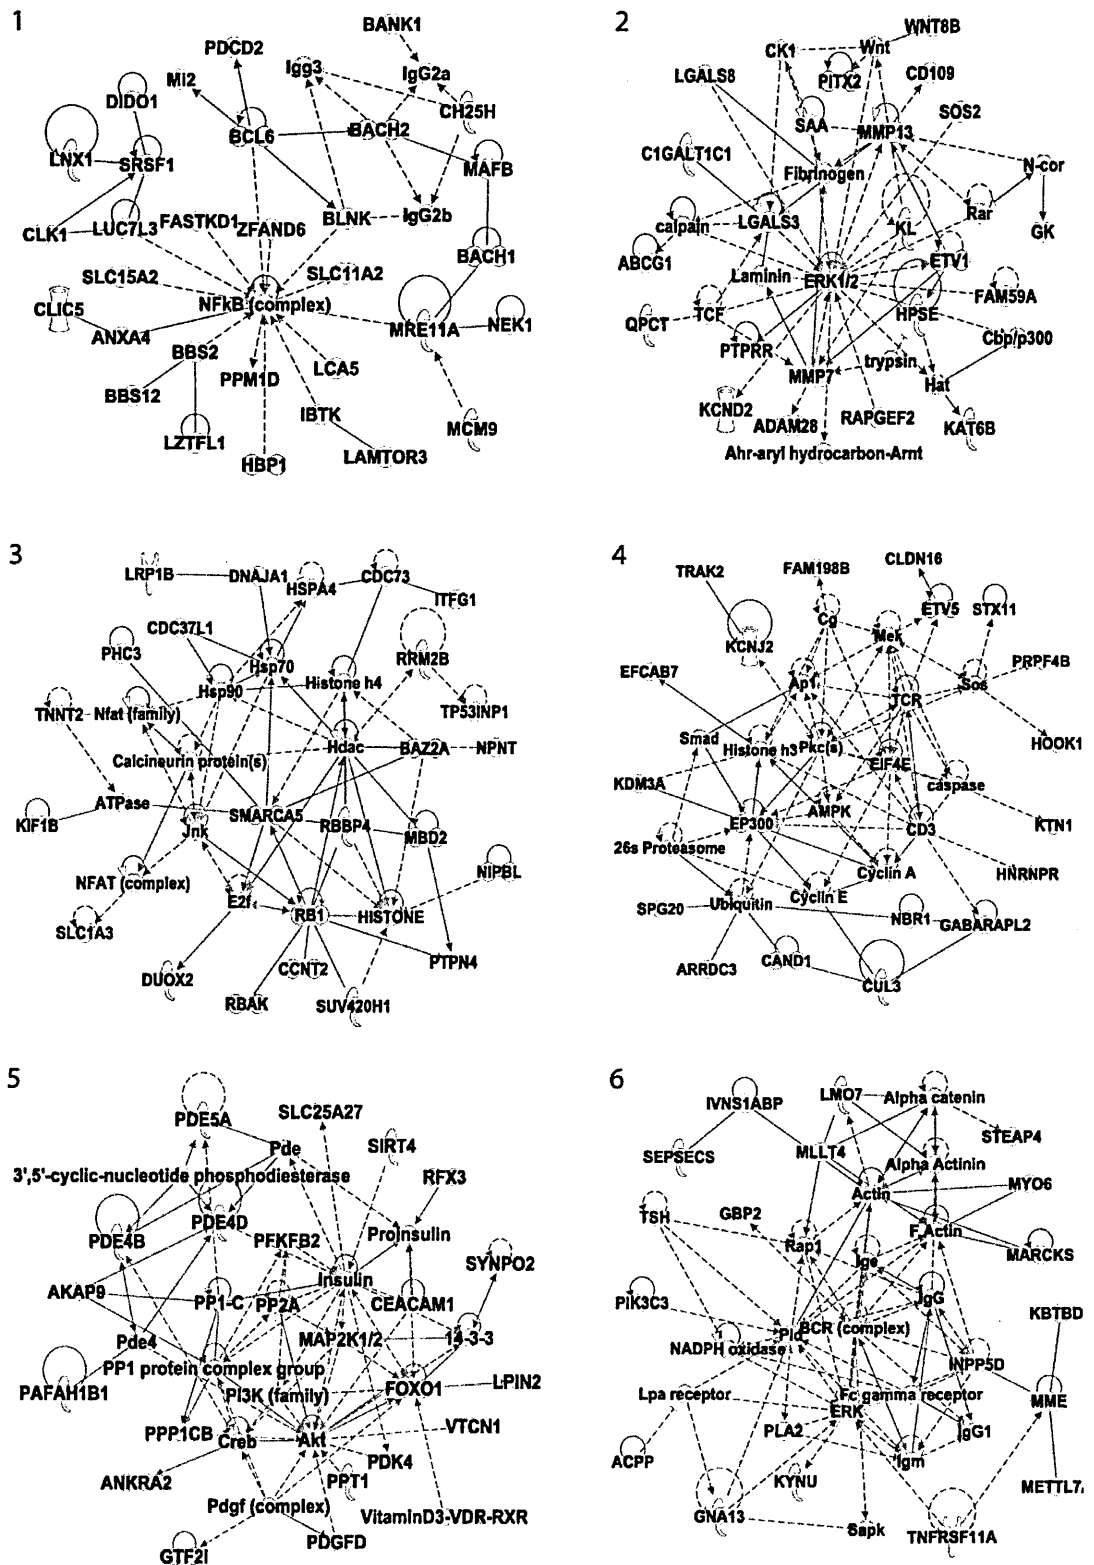 1
BANK1
PDCD2
Igg3
IgG2a
Mi2
CH25H
DIDO1
BCL6
BACH2
LNX1
SRSF1
MAFB
FASTKD1
BLNK
IgG2b
CLK1
LUC7L3
ZFAND6
BACH1
SLC15A2
SLC11A2
CLIC5
NFkB (complex)
ANXA4
MRE11A
NEK1
BBS2
PPM1D
LCA5
BBS12
IBTK
LZTFL1
MCM9
HBP1
LAMTOR3
2
WNT8B
CK1
Wnt
LGALS8
PITX2
CD109
SOS2
SAA
MMP13
C1GALT1C1
Fibrinogen
N-cor
calpain
LGALS3
KL
Rar
GK
ABCG1
Laminin
ERK1/2
ETV1
FAM59A
QPCT
TCF
HPSE
PTPRR
Cbp/p300
MMP7
trypsin
Hat
KCND2
ADAM28
RAPGEF2
KAT6B
Ahr-aryl hydrocarbon-Arnt
3
LRP1B
DNAJA1
HSPA4
CDC73
ITFG1
CDC37L1
PHC3
Hsp70
RRM2B
Hsp90
Histone h4
TNNT2
Nfat (family)
TP53INP1
Calcineurin protein(s)
Hdac
BAZ2A
NPNT
ATPase
KIF1B
Jnk
SMARCA5
RBBP4
MBD2
NFAT (complex)
NIPBL
E2f
RB1
HISTONE
SLC1A3
PTPN4
DUOX2
CCNT2
RBAK
SUV420H1
4
TRAK2
FAM198B
CLDN16
Cg
ETV5
STX11
KCNJ2
Mek
EFCAB7
Ap1
Sos
PRPF4B
TCR
Smad
Histone h3
Pkc(s)
HOOK1
EIF4E
KDM3A
caspase
EP300
AMPK
CD3
KTN1
26s Proteasome
Cyclin A
HNRNPR
SPG20
Ubiquitin
Cyclin E
NBR1
GABARAPL2
ARRDC3
CAND1
CUL3
5
PDE5A
SLC25A27
Pde
SIRT4
3',5'-cyclic-nucleotide phosphodiesterase
RFX3
PDE4D
PDE4B
PFKFB2
Proinsulin
SYNPO2
AKAP9
Insulin
PP1-C
PP2A
CEACAM1
Pde4
MAP2K1/2
14-3-3
PP1 protein complex group
PAFAH1B1
PI3K (family)
FOXO1
LPIN2
PPP1CB
Creb
Akt
VTCN1
ANKRA2
PPT1
PDK4
Pdgf (complex)
VitaminD3-VDR-RXR
PDGFD
GTF2I
6
IVNS1ABP
LMO7
Alpha catenin
STEAP4
SEPSECS
MLLT4
Alpha Actinin
Actin
MYO6
TSH
GBP2
Rap1
F Actin
MARCKS
Ige
PIK3C3
IgG
KBTBD
Pld
BCR (complex)
NADPH oxidase
INPP5D
Lpa receptor
Fc gamma receptor
MME
ERK
PLA2
IgG1
ACPP
Igm
KYNU
METTL7
GNA13
Sapk
TNFRSF11A